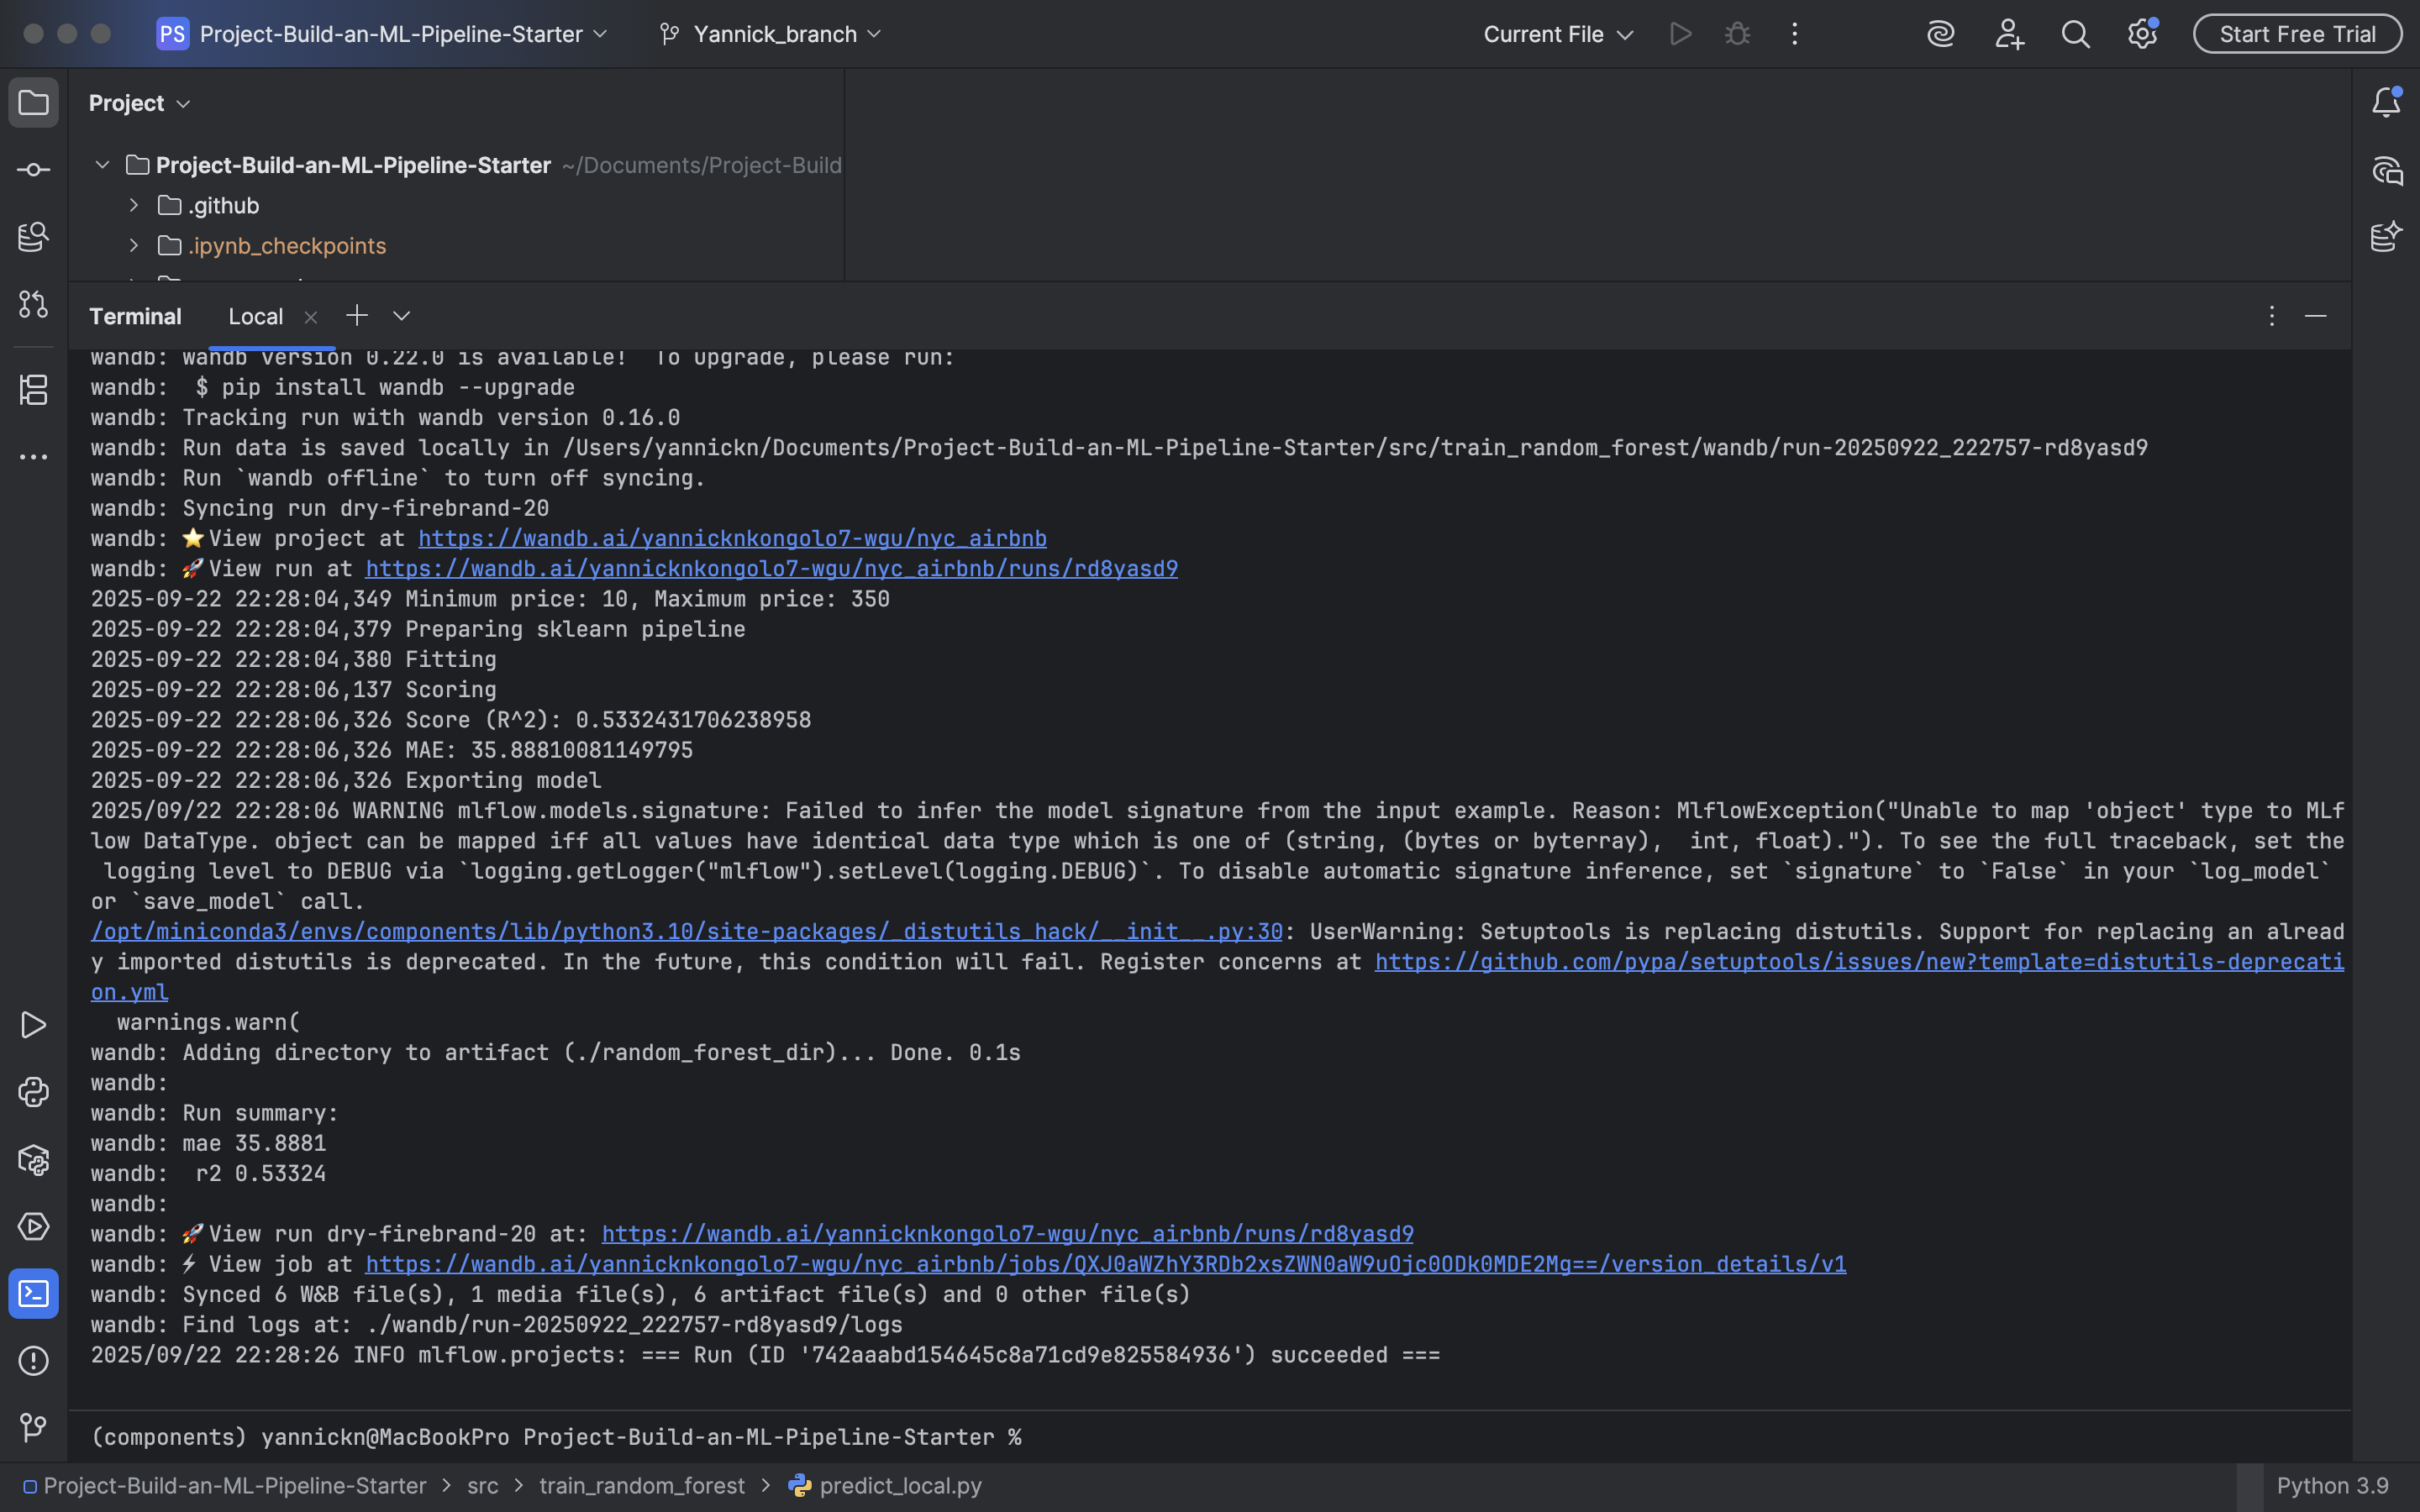 PS Project-Build-an-ML-Pipeline-Starter Yannick_branch Current File Start Free Trial
Project
Project-Build-an-ML-Pipeline-Starter ~/Documents/Project-Build
.github
.ipynb_checkpoints
Terminal Local
wandb: wandb version 0.22.0 is available!  To upgrade, please run:
wandb:  $ pip install wandb --upgrade
wandb: Tracking run with wandb version 0.16.0
wandb: Run data is saved locally in /Users/yannickn/Documents/Project-Build-an-ML-Pipeline-Starter/src/train_random_forest/wandb/run-20250922_222757-rd8yasd9
wandb: Run `wandb offline` to turn off syncing.
wandb: Syncing run dry-firebrand-20
wandb: ⭐️View project at https://wandb.ai/yannicknkongolo7-wgu/nyc_airbnb
wandb: 🚀View run at https://wandb.ai/yannicknkongolo7-wgu/nyc_airbnb/runs/rd8yasd9
2025-09-22 22:28:04,349 Minimum price: 10, Maximum price: 350
2025-09-22 22:28:04,379 Preparing sklearn pipeline
2025-09-22 22:28:04,380 Fitting
2025-09-22 22:28:06,137 Scoring
2025-09-22 22:28:06,326 Score (R^2): 0.5332431706238958
2025-09-22 22:28:06,326 MAE: 35.88810081149795
2025-09-22 22:28:06,326 Exporting model
2025/09/22 22:28:06 WARNING mlflow.models.signature: Failed to infer the model signature from the input example. Reason: MlflowException("Unable to map 'object' type to MLf
low DataType. object can be mapped iff all values have identical data type which is one of (string, (bytes or byterray),  int, float)."). To see the full traceback, set the
 logging level to DEBUG via `logging.getLogger("mlflow").setLevel(logging.DEBUG)`. To disable automatic signature inference, set `signature` to `False` in your `log_model`
or `save_model` call.
/opt/miniconda3/envs/components/lib/python3.10/site-packages/_distutils_hack/__init__.py:30: UserWarning: Setuptools is replacing distutils. Support for replacing an alread
y imported distutils is deprecated. In the future, this condition will fail. Register concerns at https://github.com/pypa/setuptools/issues/new?template=distutils-deprecati
on.yml
  warnings.warn(
wandb: Adding directory to artifact (./random_forest_dir)... Done. 0.1s
wandb:
wandb: Run summary:
wandb: mae 35.8881
wandb:  r2 0.53324
wandb:
wandb: 🚀View run dry-firebrand-20 at: https://wandb.ai/yannicknkongolo7-wgu/nyc_airbnb/runs/rd8yasd9
wandb: ⚡ View job at https://wandb.ai/yannicknkongolo7-wgu/nyc_airbnb/jobs/QXJ0aWZhY3RDb2xsZWN0aW9uOjc0ODk0MDE2Mg==/version_details/v1
wandb: Synced 6 W&B file(s), 1 media file(s), 6 artifact file(s) and 0 other file(s)
wandb: Find logs at: ./wandb/run-20250922_222757-rd8yasd9/logs
2025/09/22 22:28:26 INFO mlflow.projects: === Run (ID '742aaabd154645c8a71cd9e825584936') succeeded ===
(components) yannickn@MacBookPro Project-Build-an-ML-Pipeline-Starter %
Project-Build-an-ML-Pipeline-Starter > src > train_random_forest > predict_local.py Python 3.9